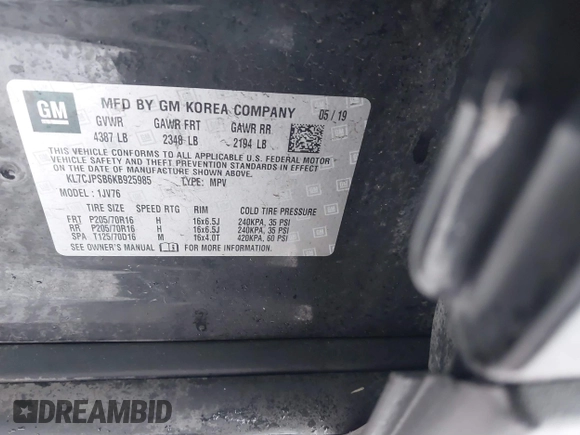 GM
MFD BY GM KOREA COMPANY 05/19
GVWR GAWR FRT GAWR RR
4387 LB 2348 LB 2194 LB
THIS VEHICLE CONFORMS TO ALL APPLICABLE U.S. FEDERAL MOTOR
VEHICLE SAFETY AND THEFT PREVENTION STANDARDS IN EFFECT
ON THE DATE OF MANUFACTURE SHOWN ABOVE.
KL7CJPSB6KB925985 TYPE: MPV
MODEL: 1JV76
TIRE SIZE SPEED RTG RIM COLD TIRE PRESSURE
FRT P205/70R16 H 16x6.5J 240KPA, 35 PSI
RR P205/70R16 H 16x6.5J 240KPA, 35 PSI
SPA T125/70D16 M 16x4.0T 420KPA, 60 PSI
SEE OWNER'S MANUAL FOR MORE INFORMATION.
DREAMBID